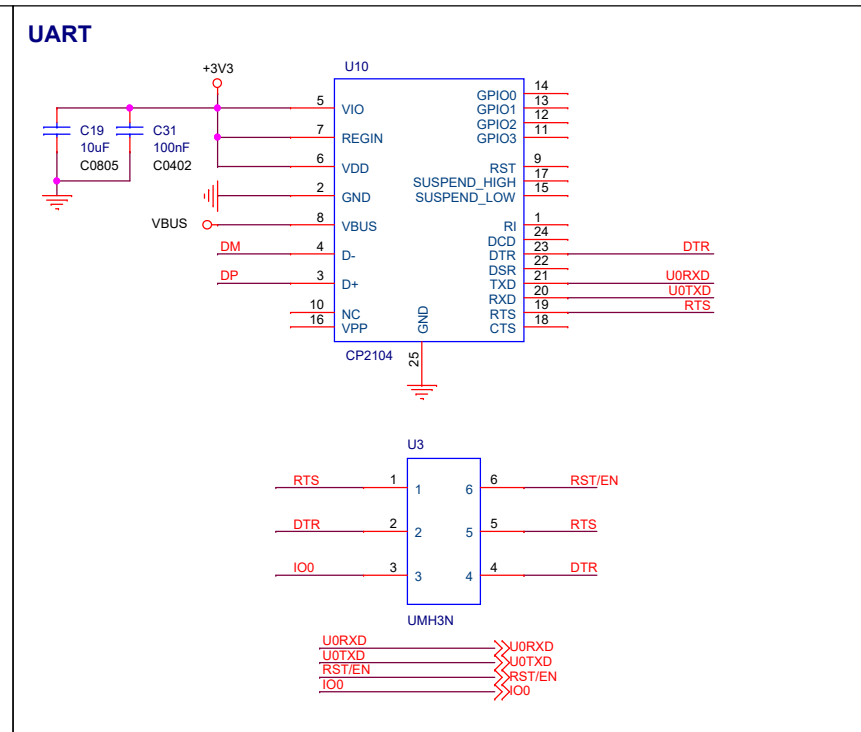 UART
U10
+3V3
C19
10uF
C0805
C31
100nF
C0402
5 VIO
7 REGIN
6 VDD
2 GND
VBUS 8 VBUS
DM 4 D-
DP 3 D+
10 NC
16 VPP
GPIO0 14
GPIO1 13
GPIO2 12
GPIO3 11
RST 9
SUSPEND_HIGH 17
SUSPEND_LOW 15
RI 1
DCD 24
DTR 23 DTR
DSR 22
TXD 21 U0RXD
RXD 20 U0TXD
RTS 19 RTS
CTS 18
GND
25
CP2104
U3
RTS 1 1 6 6 RST/EN
DTR 2 2 5 5 RTS
IO0 3 3 4 4 DTR
UMH3N
U0RXD U0RXD
U0TXD U0TXD
RST/EN RST/EN
IO0 IO0